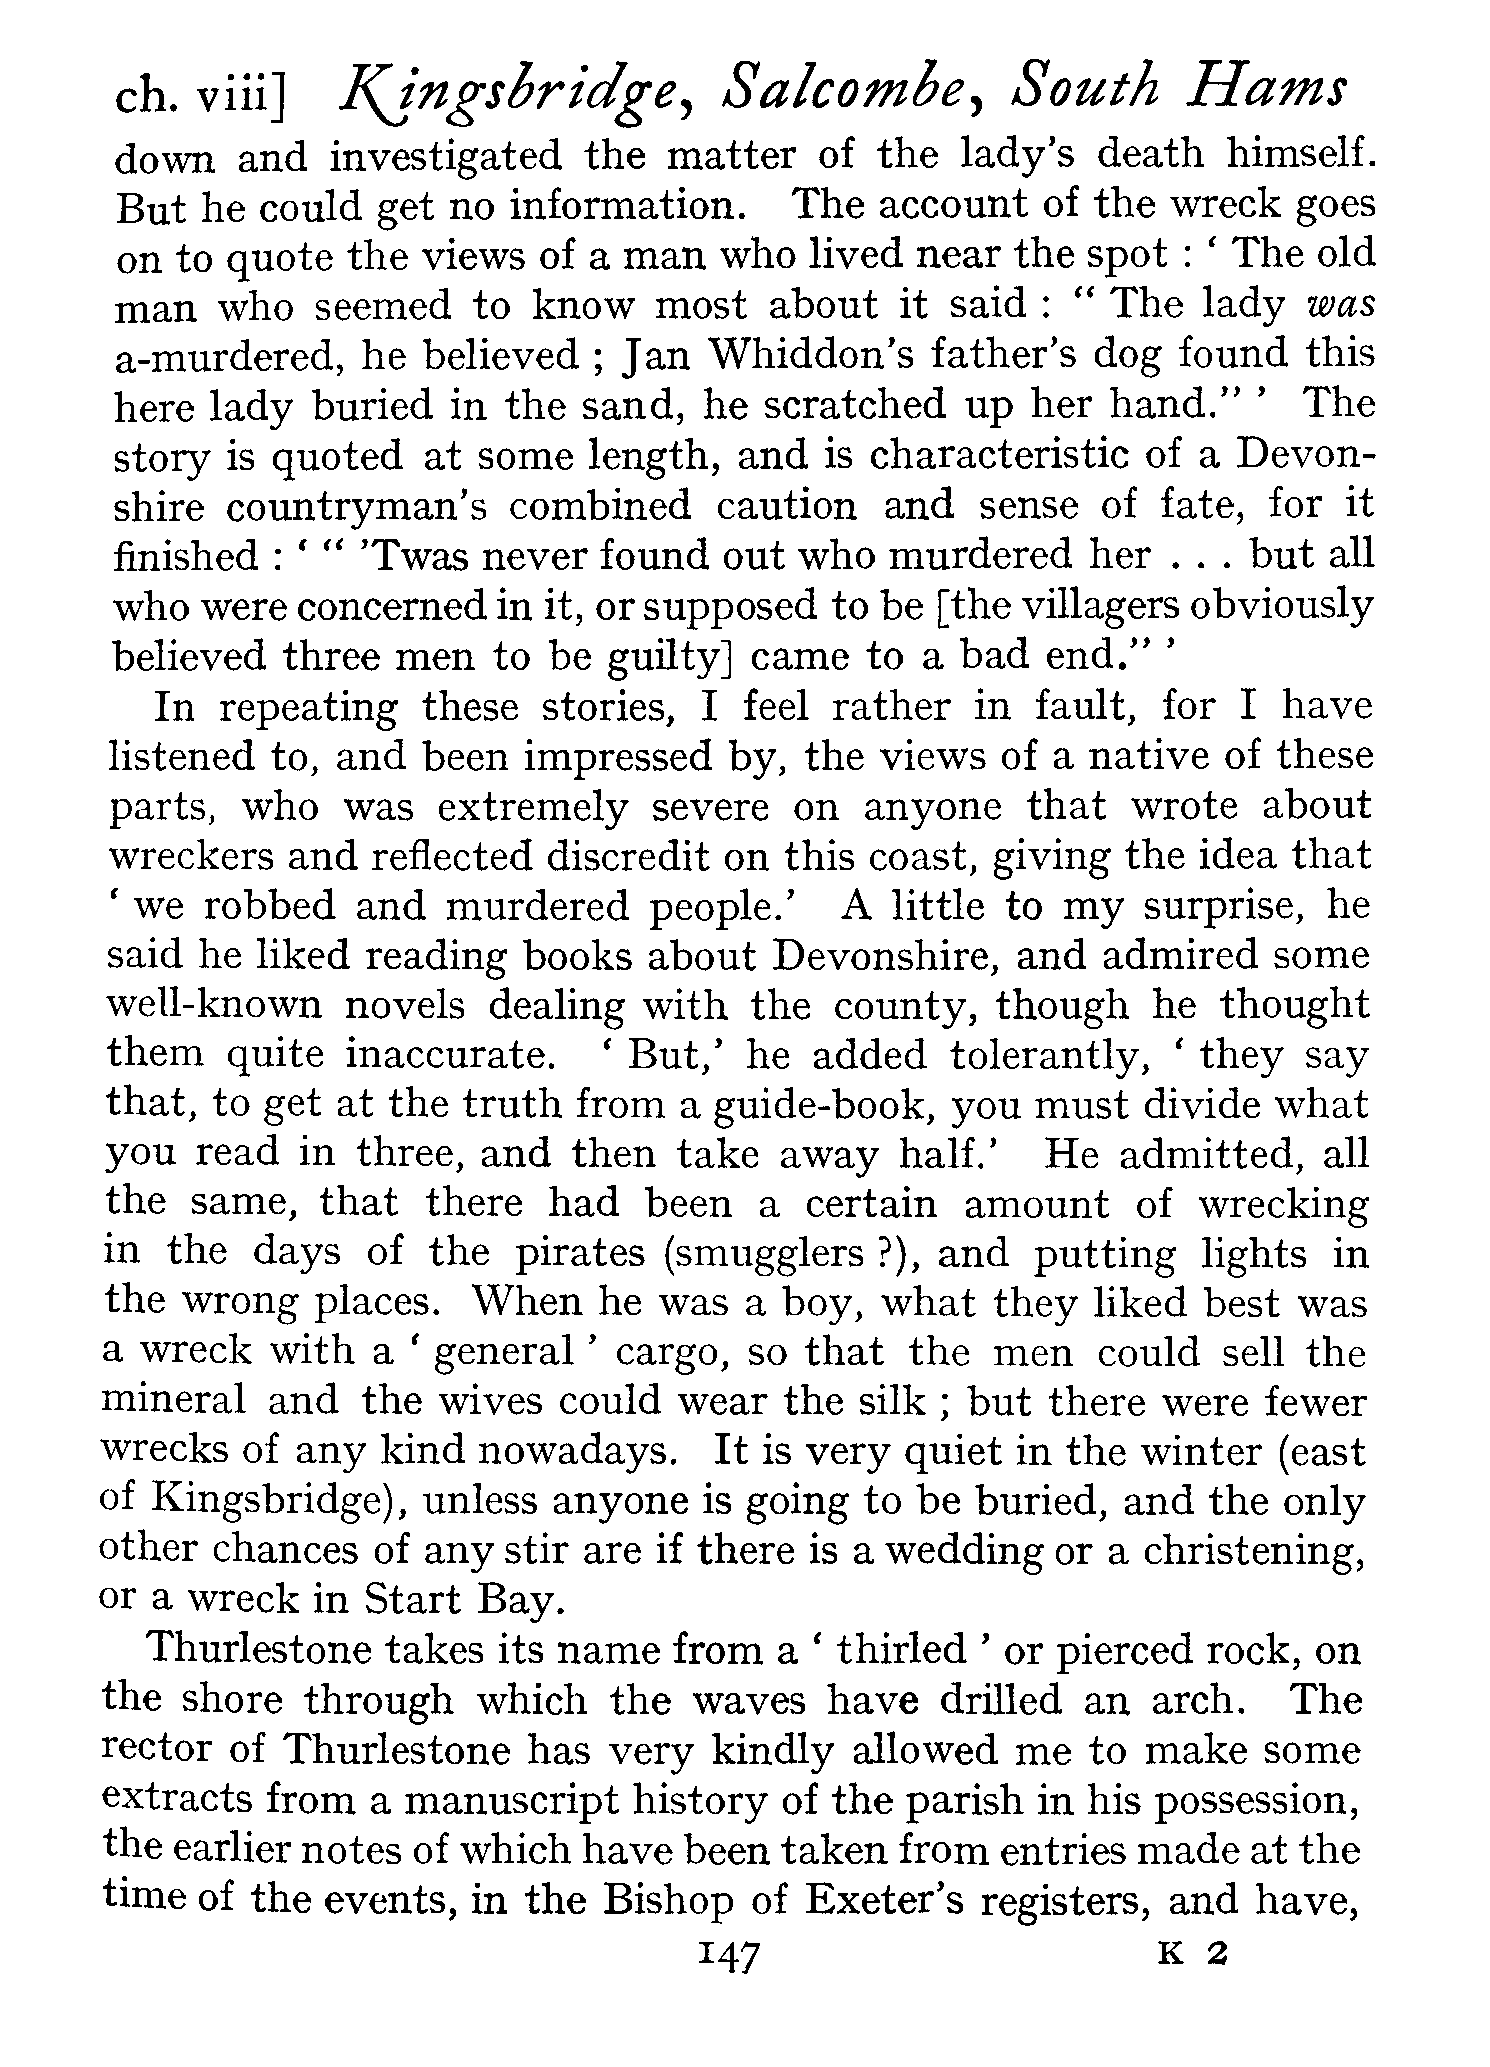 ch. viii] Kingsbridge, Salcombe, South Hams
down and investigated the matter of the lady's death himself.
But he could get no information. The account of the wreck goes
on to quote the views of a man who lived near the spot : ‘ The old
man who seemed to know most about it said : “ The lady was
a-murdered, he believed ; Jan Whiddon's father's dog found this
here lady buried in the sand, he scratched up her hand.” ’ The
story is quoted at some length, and is characteristic of a Devon-
shire countryman's combined caution and sense of fate, for it
finished : ‘ “ 'Twas never found out who murdered her . . . but all
who were concerned in it, or supposed to be [the villagers obviously
believed three men to be guilty] came to a bad end.” ’
In repeating these stories, I feel rather in fault, for I have
listened to, and been impressed by, the views of a native of these
parts, who was extremely severe on anyone that wrote about
wreckers and reflected discredit on this coast, giving the idea that
‘ we robbed and murdered people.’ A little to my surprise, he
said he liked reading books about Devonshire, and admired some
well-known novels dealing with the county, though he thought
them quite inaccurate. ‘ But,’ he added tolerantly, ‘ they say
that, to get at the truth from a guide-book, you must divide what
you read in three, and then take away half.’ He admitted, all
the same, that there had been a certain amount of wrecking
in the days of the pirates (smugglers ?), and putting lights in
the wrong places. When he was a boy, what they liked best was
a wreck with a ‘ general ’ cargo, so that the men could sell the
mineral and the wives could wear the silk ; but there were fewer
wrecks of any kind nowadays. It is very quiet in the winter (east
of Kingsbridge), unless anyone is going to be buried, and the only
other chances of any stir are if there is a wedding or a christening,
or a wreck in Start Bay.
Thurlestone takes its name from a ‘ thirled ’ or pierced rock, on
the shore through which the waves have drilled an arch. The
rector of Thurlestone has very kindly allowed me to make some
extracts from a manuscript history of the parish in his possession,
the earlier notes of which have been taken from entries made at the
time of the events, in the Bishop of Exeter's registers, and have,
147 K 2